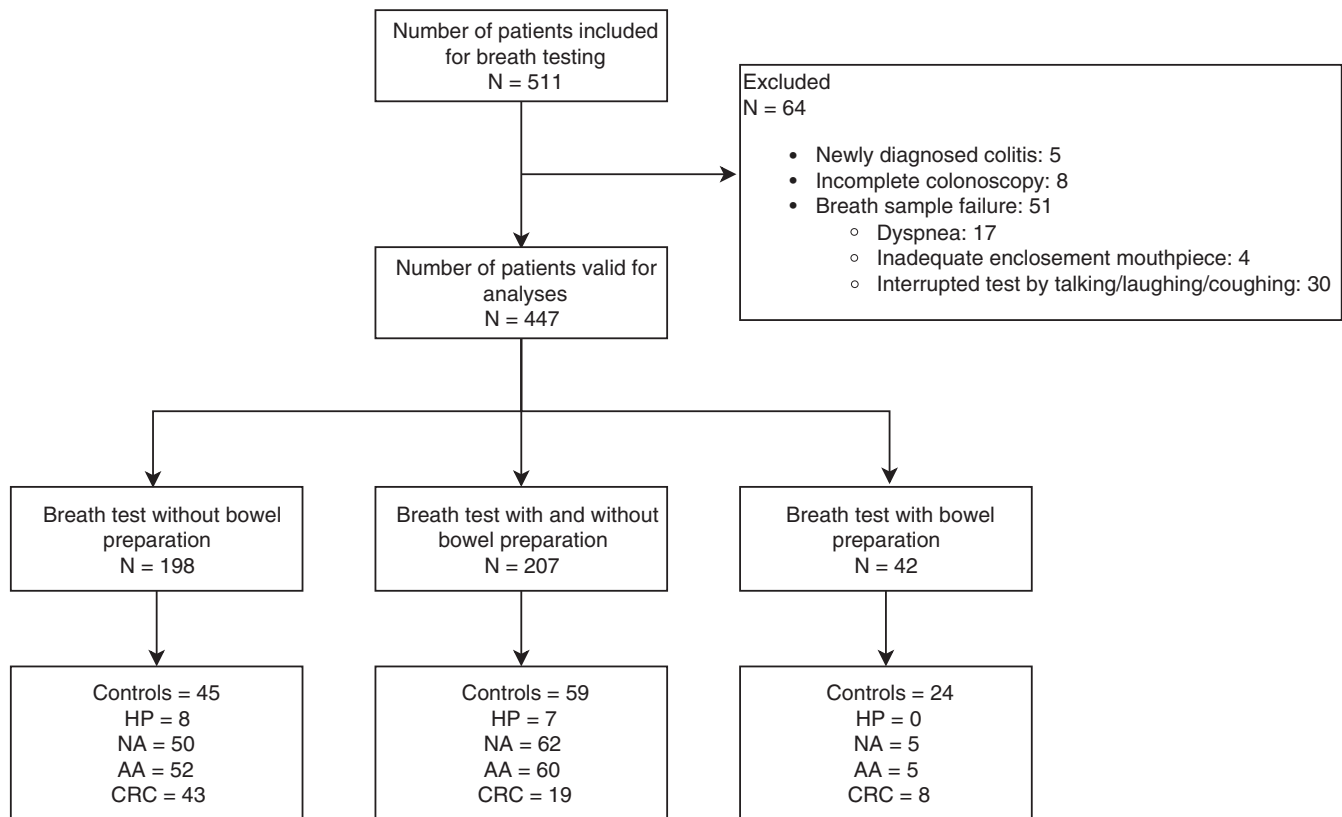 Number of patients included
for breath testing
N = 511
Excluded
N = 64
• Newly diagnosed colitis: 5
• Incomplete colonoscopy: 8
• Breath sample failure: 51
○ Dyspnea: 17
○ Inadequate enclosement mouthpiece: 4
○ Interrupted test by talking/laughing/coughing: 30
Number of patients valid for
analyses
N = 447
Breath test without bowel
preparation
N = 198
Breath test with and without
bowel preparation
N = 207
Breath test with bowel
preparation
N = 42
Controls = 45
HP = 8
NA = 50
AA = 52
CRC = 43
Controls = 59
HP = 7
NA = 62
AA = 60
CRC = 19
Controls = 24
HP = 0
NA = 5
AA = 5
CRC = 8